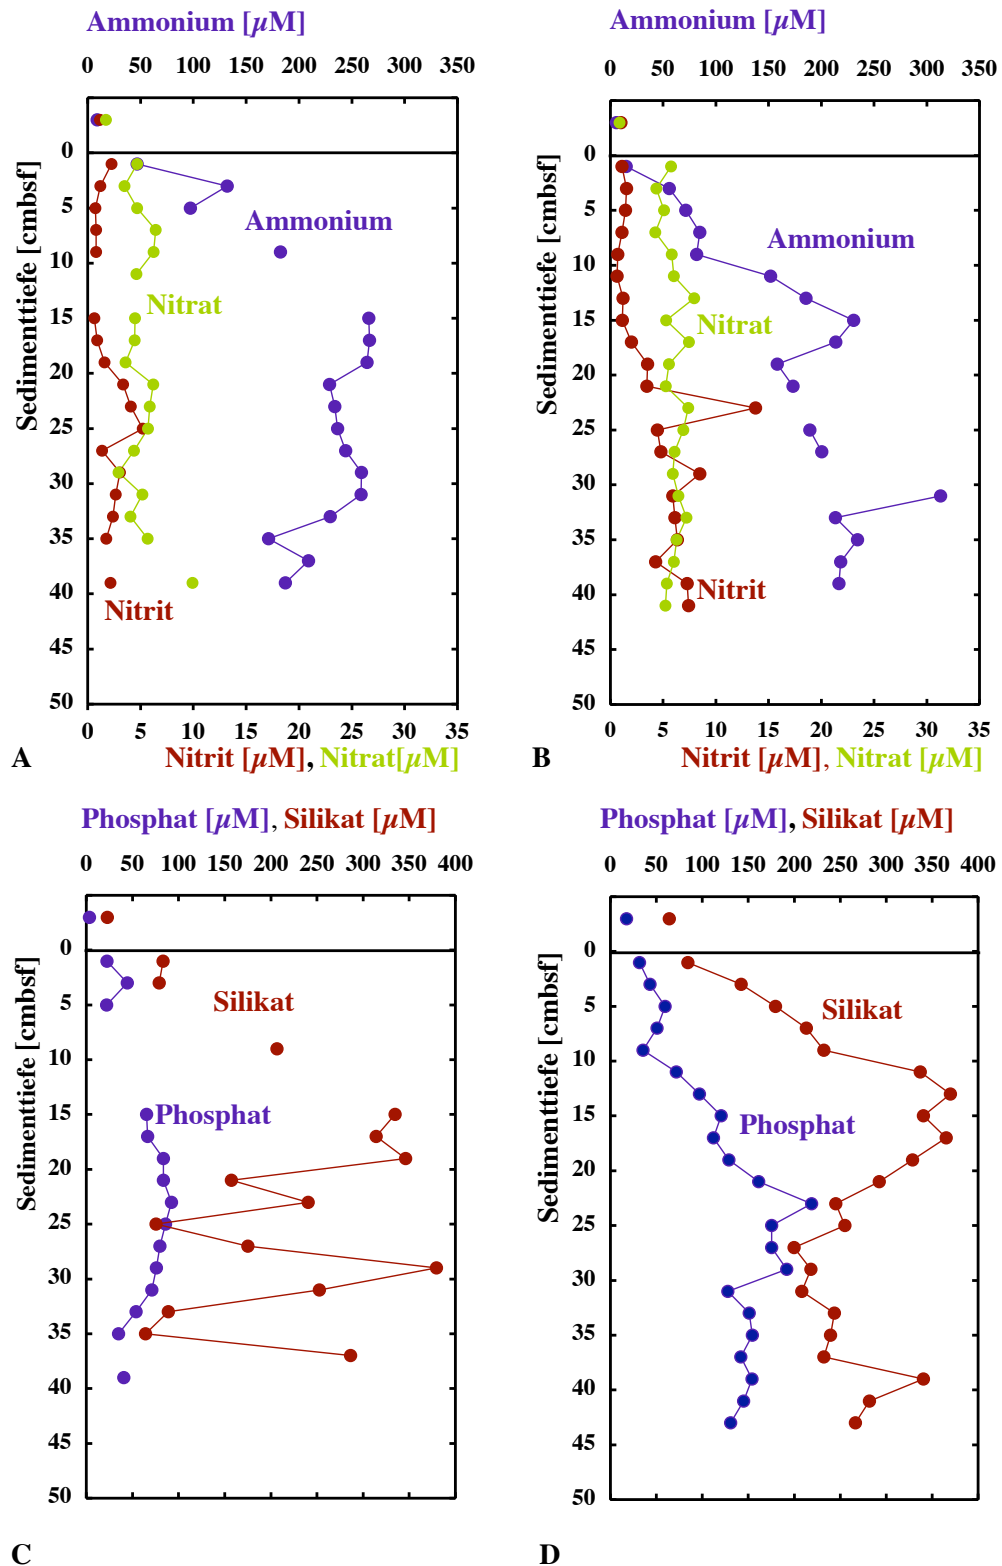 Ammonium [µM]
0 50 100 150 200 250 300 350
Sedimenttiefe [cmbsf]
0
5
10
15
20
25
30
35
40
45
50
Ammonium
Nitrat
Nitrit
0 5 10 15 20 25 30 35
A
Nitrit [µM], Nitrat[µM]
Ammonium [µM]
0 50 100 150 200 250 300 350
Sedimenttiefe [cmbsf]
0
5
10
15
20
25
30
35
40
45
50
Ammonium
Nitrat
Nitrit
0 5 10 15 20 25 30 35
B
Nitrit [µM], Nitrat [µM]
Phosphat [µM], Silikat [µM]
0 50 100 150 200 250 300 350 400
Sedimenttiefe [cmbsf]
0
5
10
15
20
25
30
35
40
45
50
Silikat
Phosphat
C
Phosphat [µM], Silikat [µM]
0 50 100 150 200 250 300 350 400
Sedimenttiefe [cmbsf]
0
5
10
15
20
25
30
35
40
45
50
Silikat
Phosphat
D